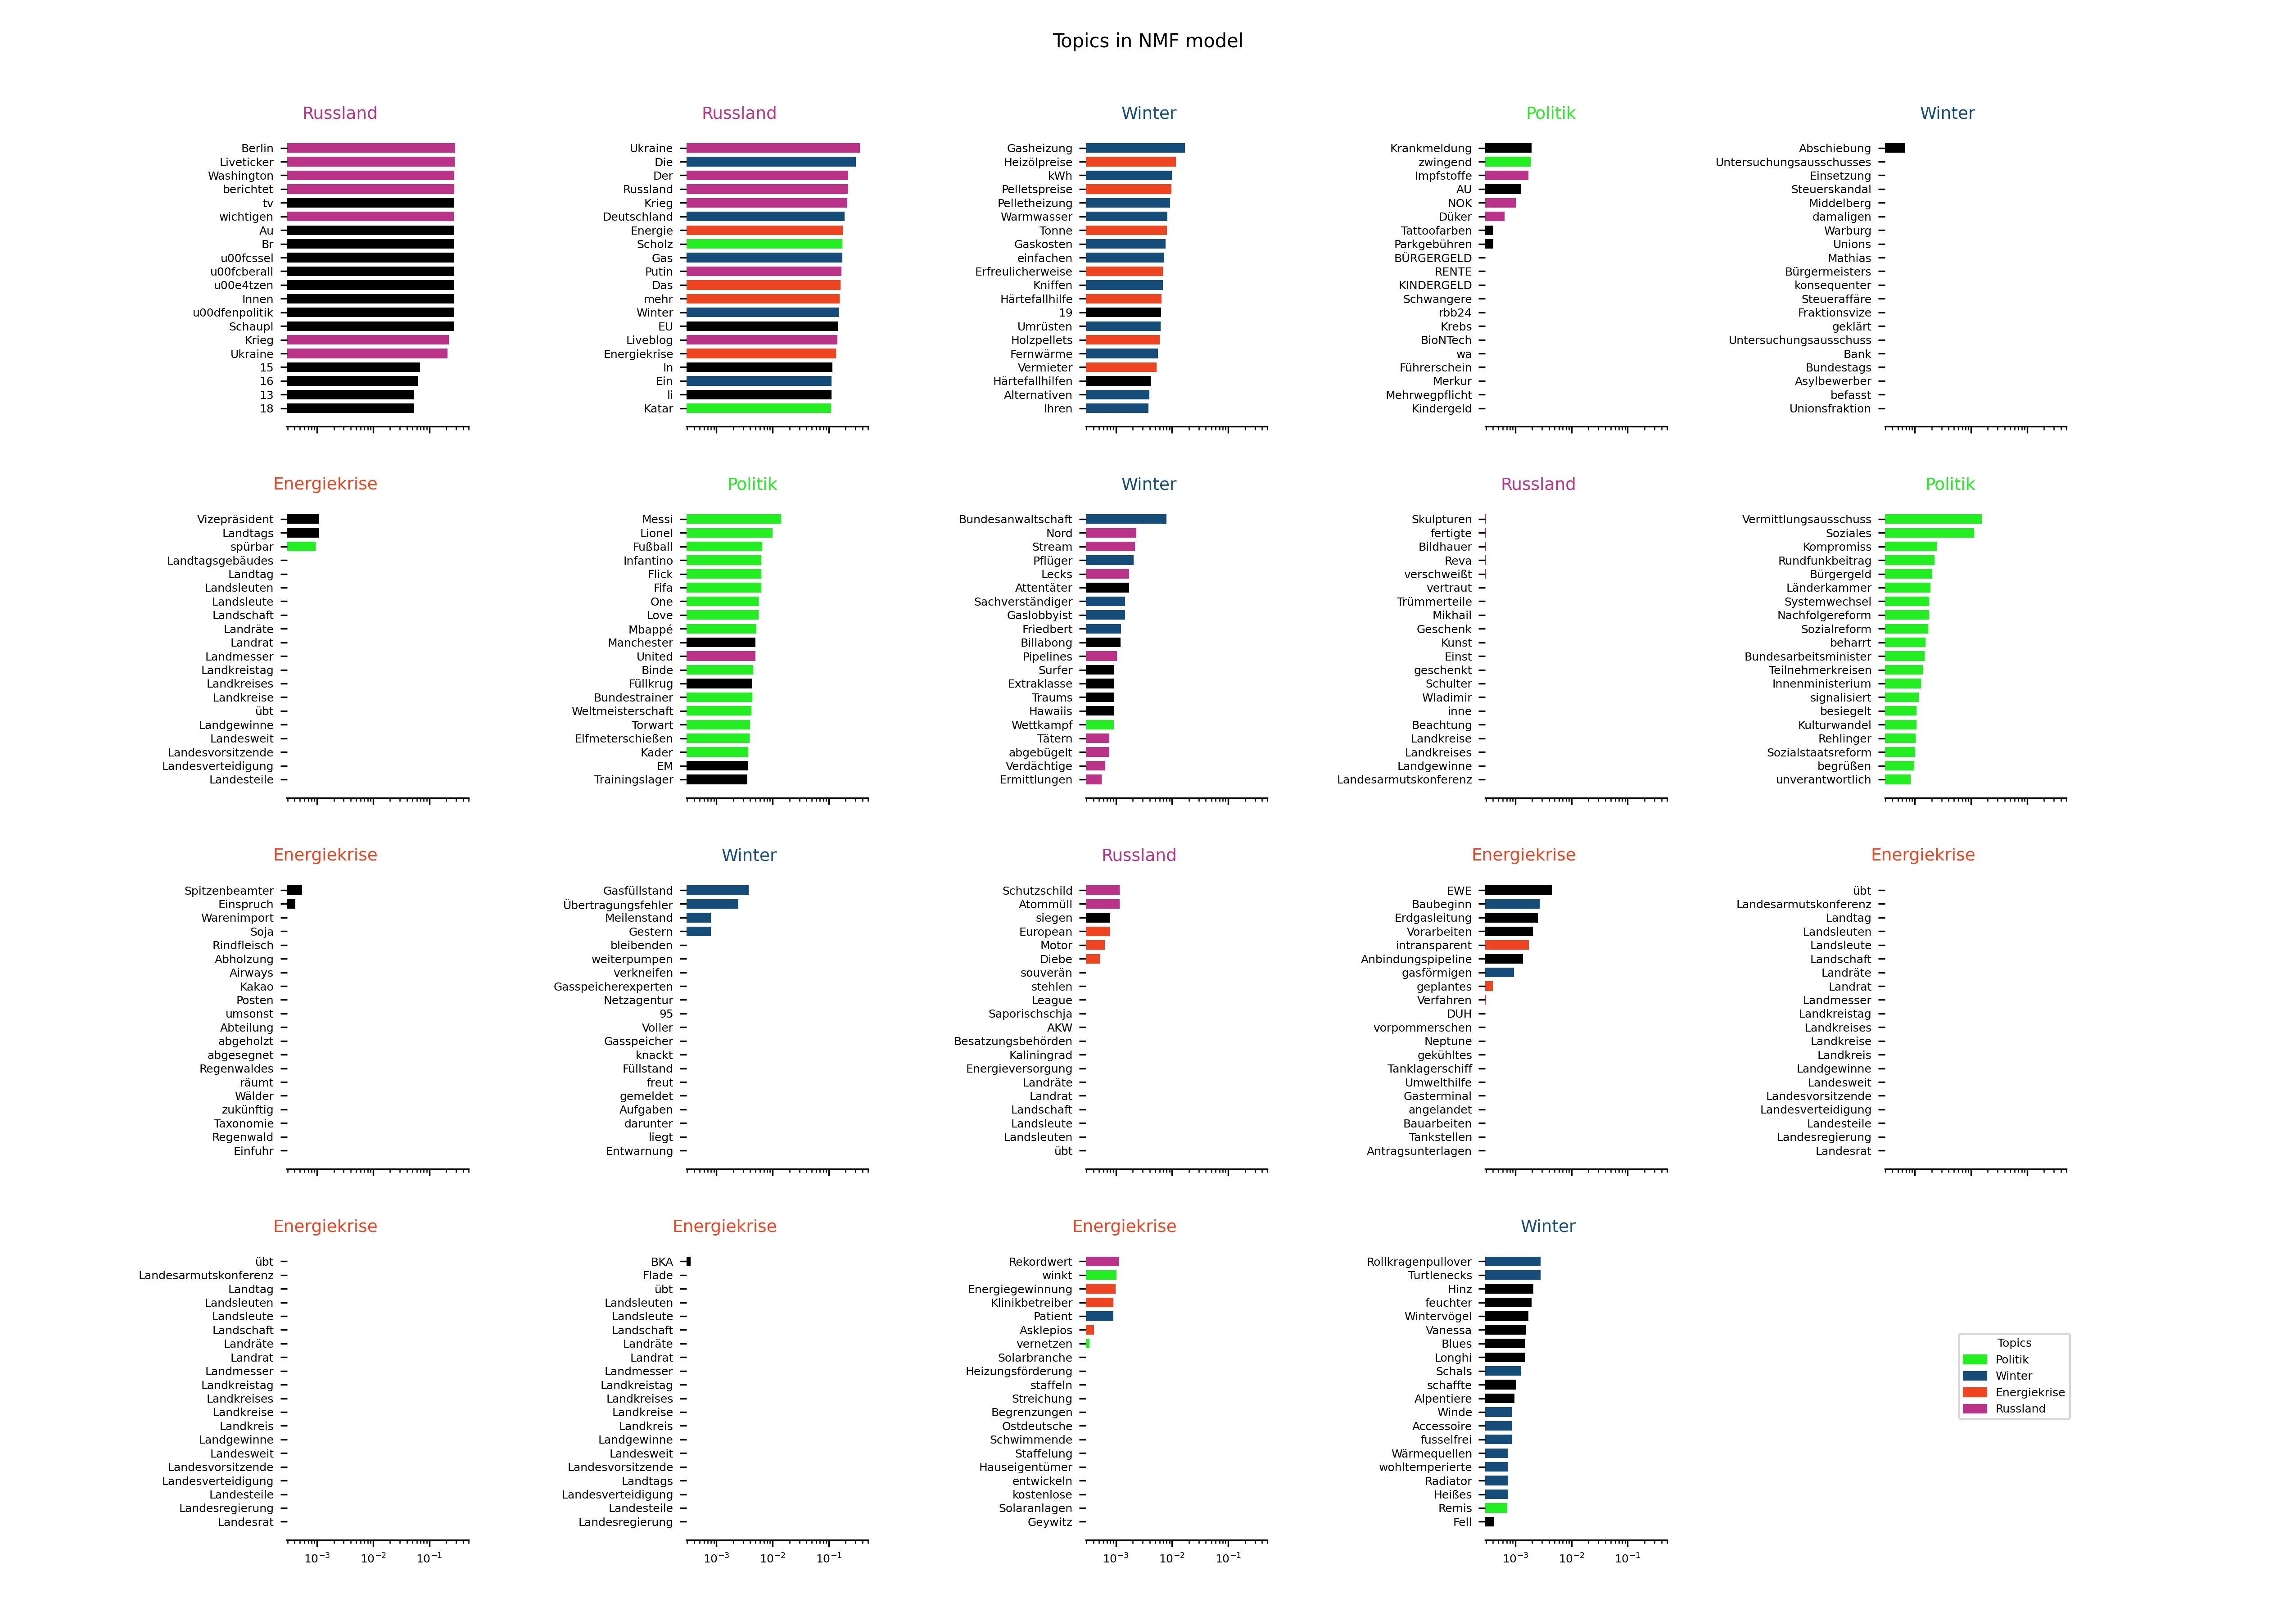 Topics in NMF model
Russland
Berlin
Liveticker
Washington
berichtet
tv
wichtigen
Au
Br
u00fcssel
u00fcberall
u00e4tzen
Innen
u00dfenpolitik
Schaupl
Krieg
Ukraine
15
16
13
18
Russland
Ukraine
Die
Der
Russland
Krieg
Deutschland
Energie
Scholz
Gas
Putin
Das
mehr
Winter
EU
Liveblog
Energiekrise
In
Ein
li
Katar
Winter
Gasheizung
Heizölpreise
kWh
Pelletspreise
Pelletheizung
Warmwasser
Tonne
Gaskosten
einfachen
Erfreulicherweise
Kniffen
Härtefallhilfe
19
Umrüsten
Holzpellets
Fernwärme
Vermieter
Härtefallhilfen
Alternativen
Ihren
Politik
Krankmeldung
zwingend
Impfstoffe
AU
NOK
Düker
Tattoofarben
Parkgebühren
BÜRGERGELD
RENTE
KINDERGELD
Schwangere
rbb24
Krebs
BioNTech
wa
Führerschein
Merkur
Mehrwegpflicht
Kindergeld
Winter
Abschiebung
Untersuchungsausschusses
Einsetzung
Steuerskandal
Middelberg
damaligen
Warburg
Unions
Mathias
Bürgermeisters
konsequenter
Steueraffäre
Fraktionsvize
geklärt
Untersuchungsausschuss
Bank
Bundestags
Asylbewerber
befasst
Unionsfraktion
Energiekrise
Vizepräsident
Landtags
spürbar
Landtagsgebäudes
Landtag
Landsleuten
Landsleute
Landschaft
Landräte
Landrat
Landmesser
Landkreistag
Landkreises
Landkreise
übt
Landgewinne
Landesweit
Landesvorsitzende
Landesverteidigung
Landesteile
Politik
Messi
Lionel
Fußball
Infantino
Flick
Fifa
One
Love
Mbappé
Manchester
United
Binde
Füllkrug
Bundestrainer
Weltmeisterschaft
Torwart
Elfmeterschießen
Kader
EM
Trainingslager
Winter
Bundesanwaltschaft
Nord
Stream
Pflüger
Lecks
Attentäter
Sachverständiger
Gaslobbyist
Friedbert
Billabong
Pipelines
Surfer
Extraklasse
Traums
Hawaiis
Wettkampf
Tätern
abgebügelt
Verdächtige
Ermittlungen
Russland
Skulpturen
fertigte
Bildhauer
Reva
verschweißt
vertraut
Trümmerteile
Mikhail
Geschenk
Kunst
Einst
geschenkt
Schulter
Wladimir
inne
Beachtung
Landkreise
Landkreises
Landgewinne
Landesarmutskonferenz
Politik
Vermittlungsausschuss
Soziales
Kompromiss
Rundfunkbeitrag
Bürgergeld
Länderkammer
Systemwechsel
Nachfolgereform
Sozialreform
beharrt
Bundesarbeitsminister
Teilnehmerkreisen
Innenministerium
signalisiert
besiegelt
Kulturwandel
Rehlinger
Sozialstaatsreform
begrüßen
unverantwortlich
Energiekrise
Spitzenbeamter
Einspruch
Warenimport
Soja
Rindfleisch
Abholzung
Airways
Kakao
Posten
umsonst
Abteilung
abgeholzt
abgesegnet
Regenwaldes
räumt
Wälder
zukünftig
Taxonomie
Regenwald
Einfuhr
Winter
Gasfüllstand
Übertragungsfehler
Meilenstand
Gestern
bleibenden
weiterpumpen
verkneifen
Gasspeicherexperten
Netzagentur
95
Voller
Gasspeicher
knackt
Füllstand
freut
gemeldet
Aufgaben
darunter
liegt
Entwarnung
Russland
Schutzschild
Atommüll
siegen
European
Motor
Diebe
souverän
stehlen
League
Saporischschja
AKW
Besatzungsbehörden
Kaliningrad
Energieversorgung
Landräte
Landrat
Landschaft
Landsleute
Landsleuten
übt
Energiekrise
EWE
Baubeginn
Erdgasleitung
Vorarbeiten
intransparent
Anbindungspipeline
gasförmigen
geplantes
Verfahren
DUH
vorpommerschen
Neptune
gekühltes
Tanklagerschiff
Umwelthilfe
Gasterminal
angelandet
Bauarbeiten
Tankstellen
Antragsunterlagen
Energiekrise
übt
Landesarmutskonferenz
Landtag
Landsleuten
Landsleute
Landschaft
Landräte
Landrat
Landmesser
Landkreistag
Landkreises
Landkreise
Landkreis
Landgewinne
Landesweit
Landesvorsitzende
Landesverteidigung
Landesteile
Landesregierung
Landesrat
Energiekrise
übt
Landesarmutskonferenz
Landtag
Landsleuten
Landsleute
Landschaft
Landräte
Landrat
Landmesser
Landkreistag
Landkreises
Landkreise
Landkreis
Landgewinne
Landesweit
Landesvorsitzende
Landesverteidigung
Landesteile
Landesregierung
Landesrat
10⁻³ 10⁻² 10⁻¹
Energiekrise
BKA
Flade
übt
Landsleuten
Landsleute
Landschaft
Landräte
Landrat
Landmesser
Landkreistag
Landkreises
Landkreise
Landkreis
Landgewinne
Landesweit
Landesvorsitzende
Landtags
Landesverteidigung
Landesteile
Landesregierung
10⁻³ 10⁻² 10⁻¹
Energiekrise
Rekordwert
winkt
Energiegewinnung
Klinikbetreiber
Patient
Asklepios
vernetzen
Solarbranche
Heizungsförderung
staffeln
Streichung
Begrenzungen
Ostdeutsche
Schwimmende
Staffelung
Hauseigentümer
entwickeln
kostenlose
Solaranlagen
Geywitz
10⁻³ 10⁻² 10⁻¹
Winter
Rollkragenpullover
Turtlenecks
Hinz
feuchter
Wintervögel
Vanessa
Blues
Longhi
Schals
schaffte
Alpentiere
Winde
Accessoire
fusselfrei
Wärmequellen
wohltemperierte
Radiator
Heißes
Remis
Fell
10⁻³ 10⁻² 10⁻¹
Topics
Politik
Winter
Energiekrise
Russland